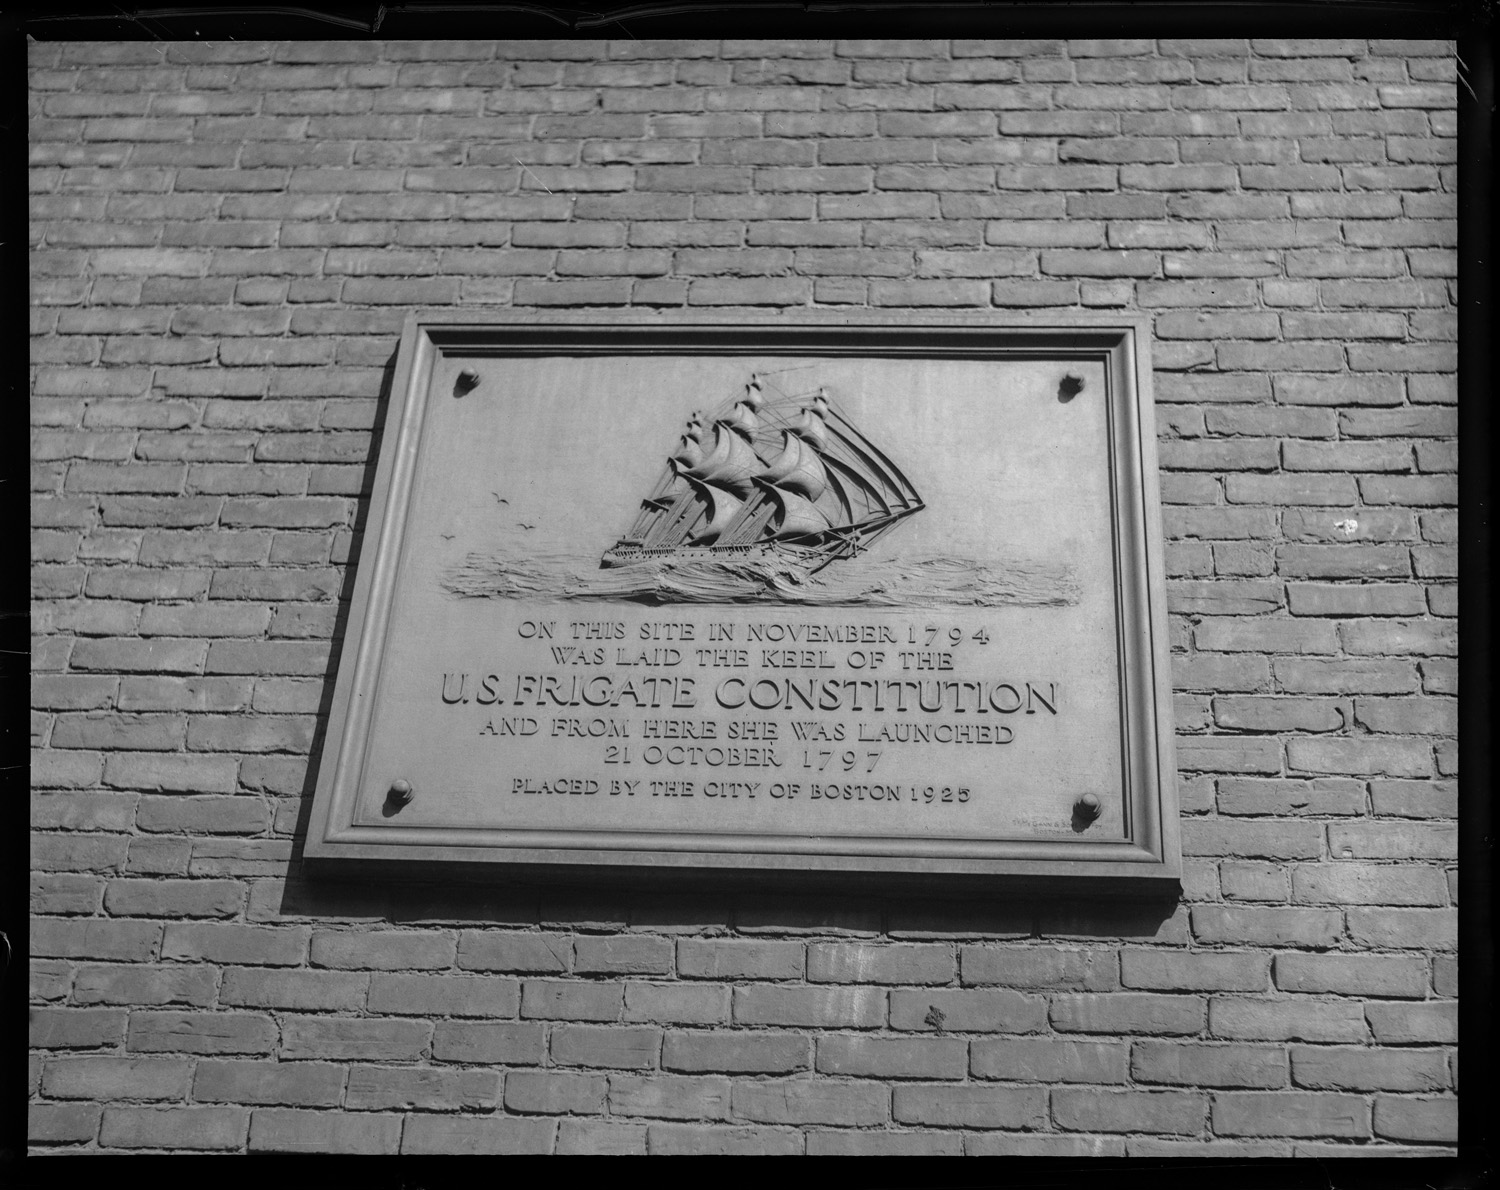 ON THIS SITE IN NOVEMBER 1794
WAS LAID THE KEEL OF THE
U.S. FRIGATE CONSTITUTION
AND FROM HERE SHE WAS LAUNCHED
21 OCTOBER 1797
PLACED BY THE CITY OF BOSTON 1925